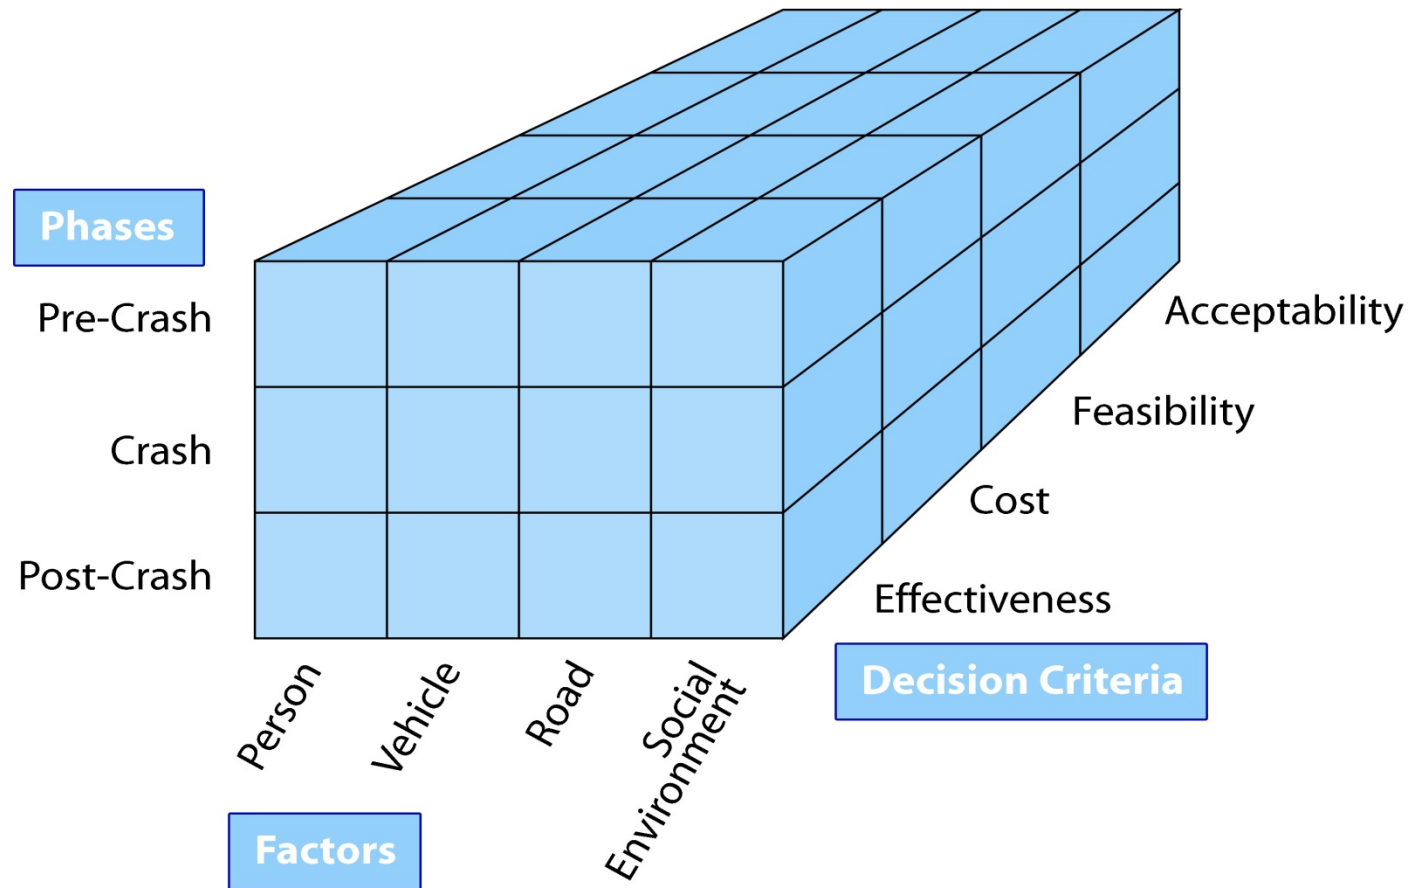 Phases
Pre-Crash
Crash
Post-Crash
Person
Vehicle
Road
Social
Environment
Factors
Acceptability
Feasibility
Cost
Effectiveness
Decision Criteria